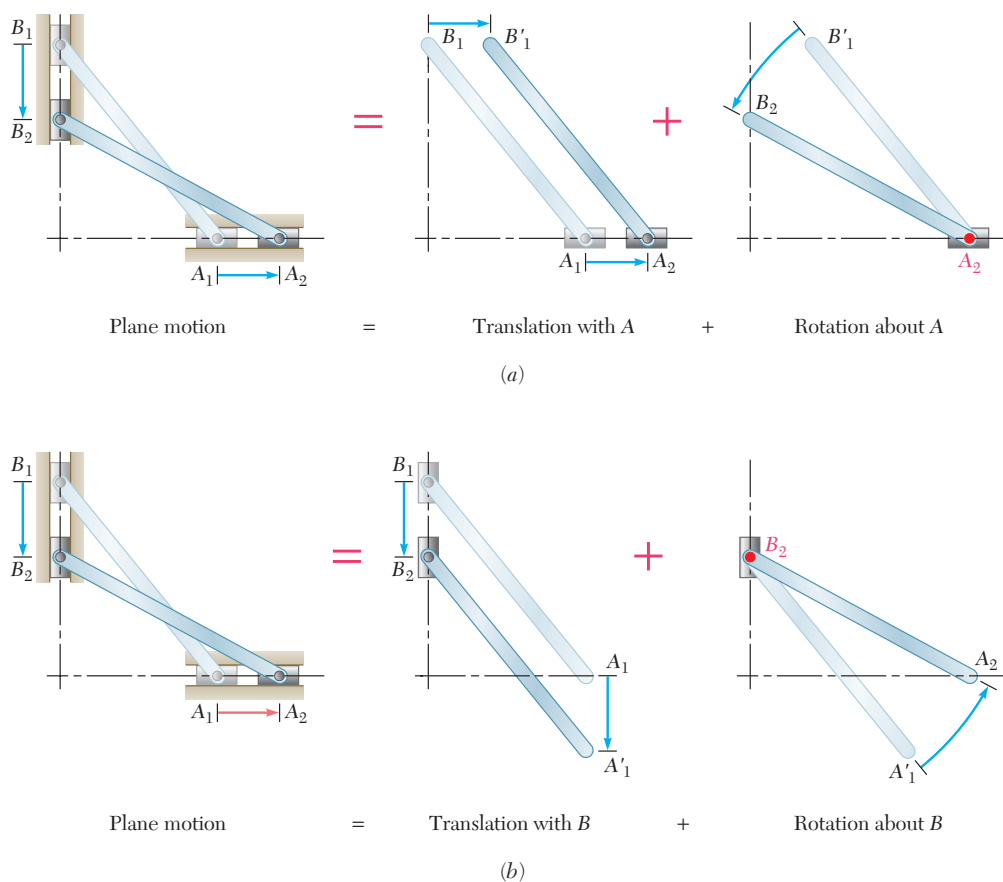 B1 B1 B'1 B'1
B2 B2
= +
A1 A2 A1 A2 A2
Plane motion = Translation with A + Rotation about A
(a)
B1 B1
B2 = B2 + B2
A1 A2
A1 A2 A'1 A'1
Plane motion = Translation with B + Rotation about B
(b)